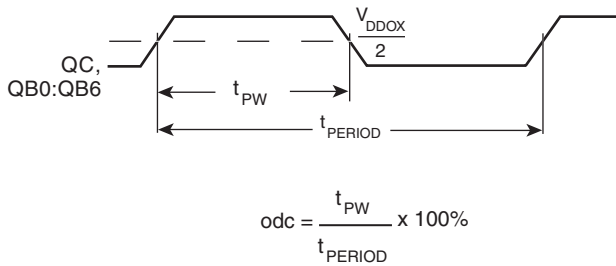 V_DDOX
2
QC,
QB0:QB6
t_PW
t_PERIOD
odc = t_PW / t_PERIOD x 100%